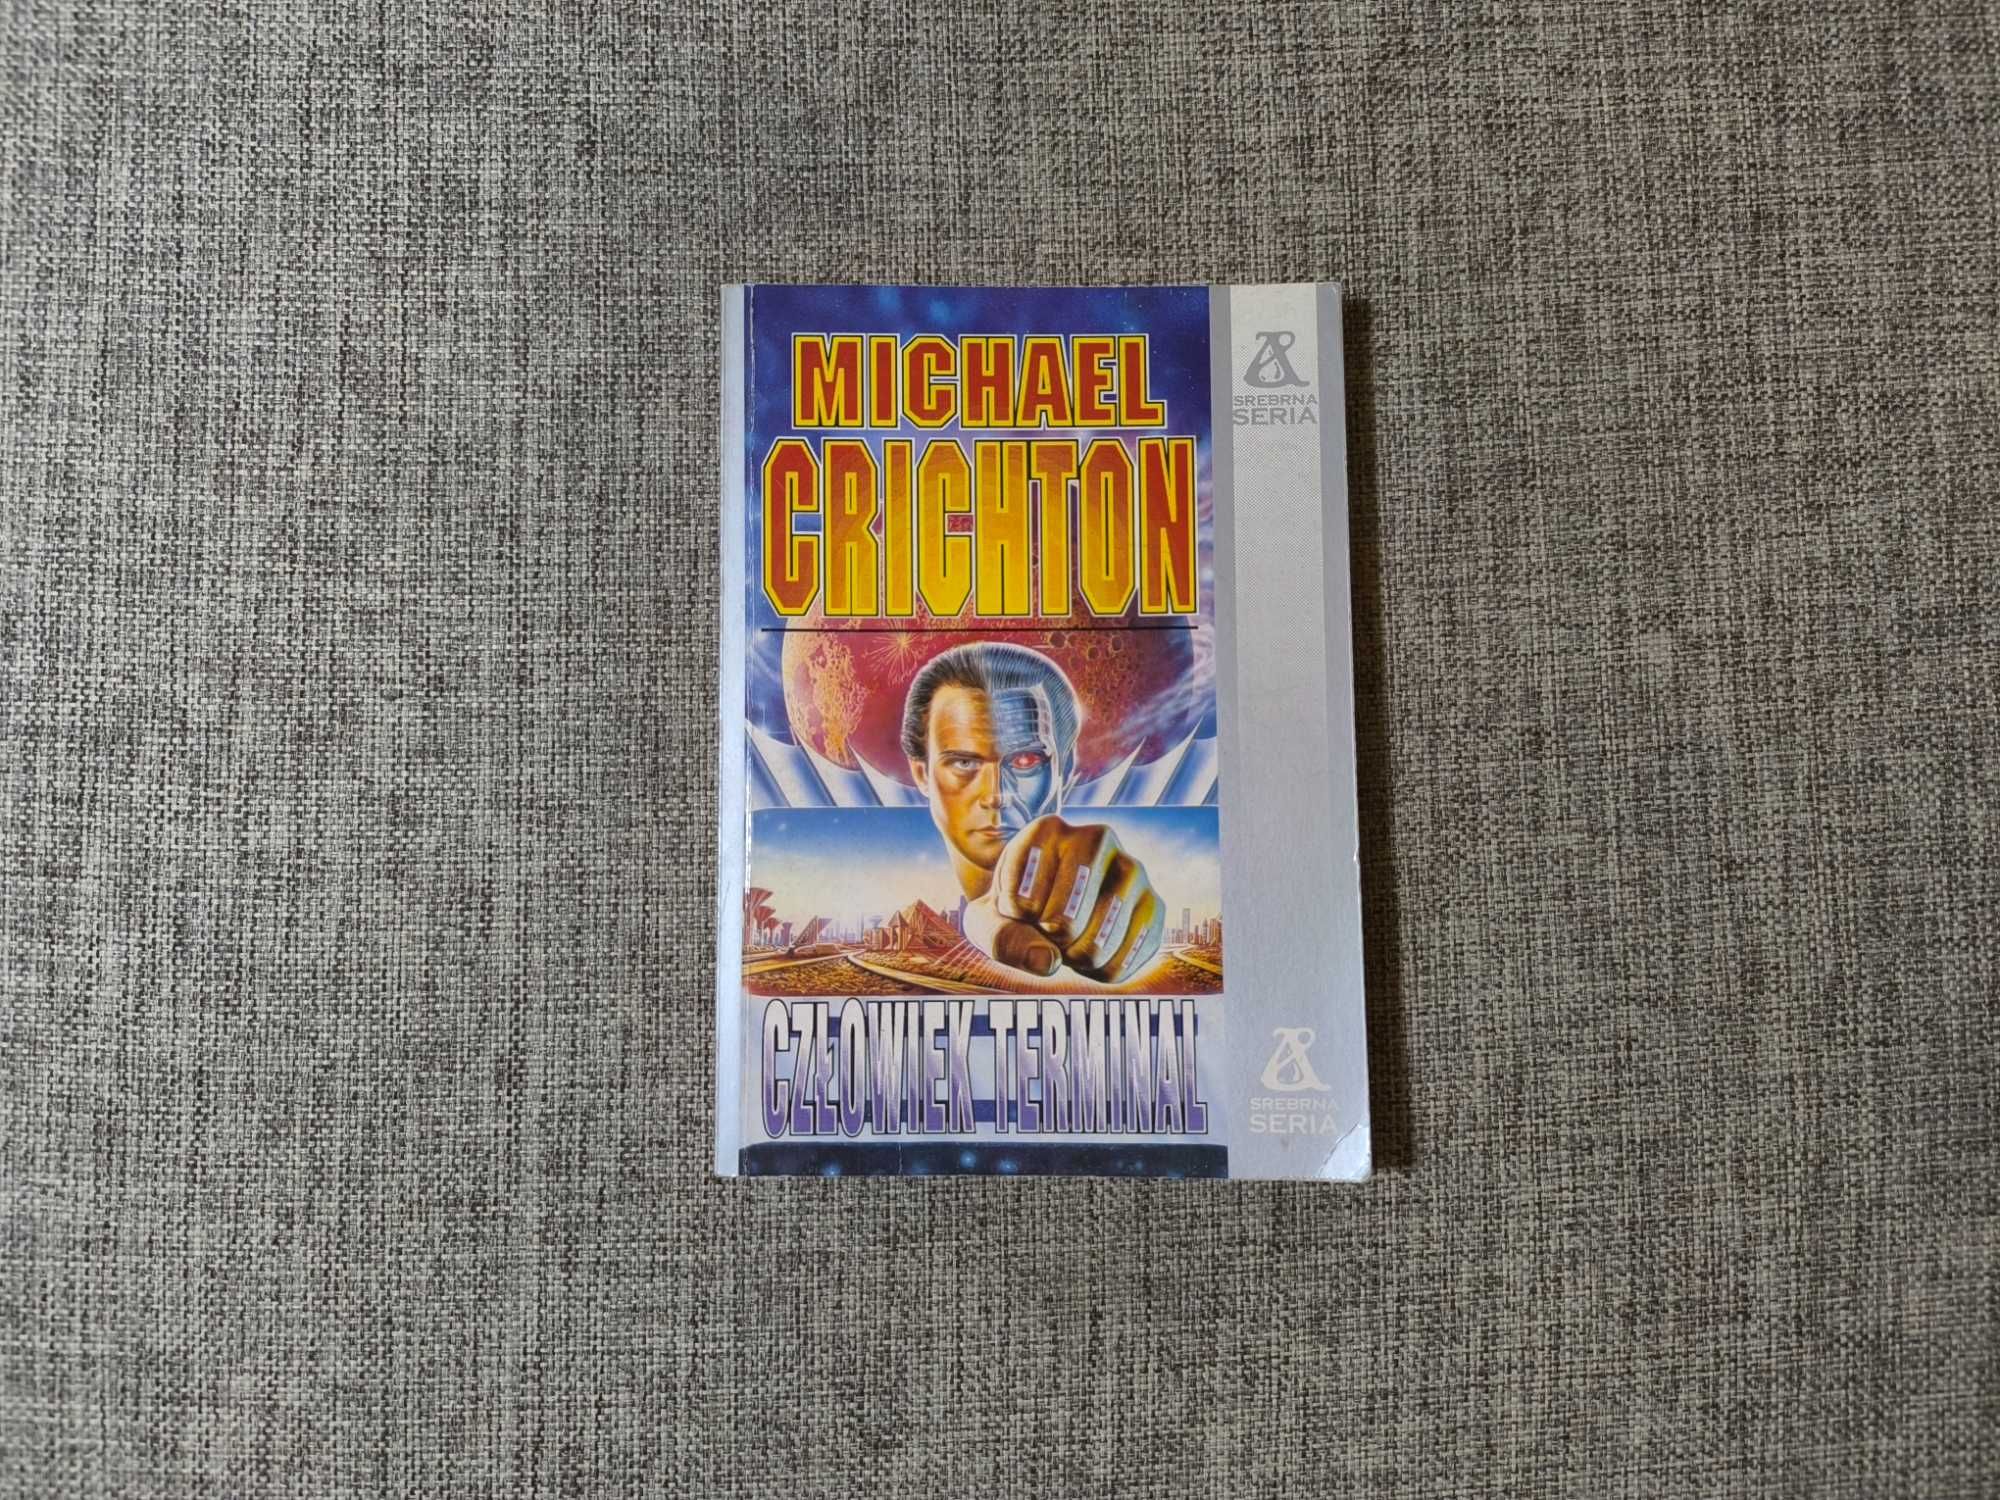 MICHAEL
CRICHTON
CZŁOWIEK TERMINAL
SREBRNA
SERIA
SREBRNA
SERIA